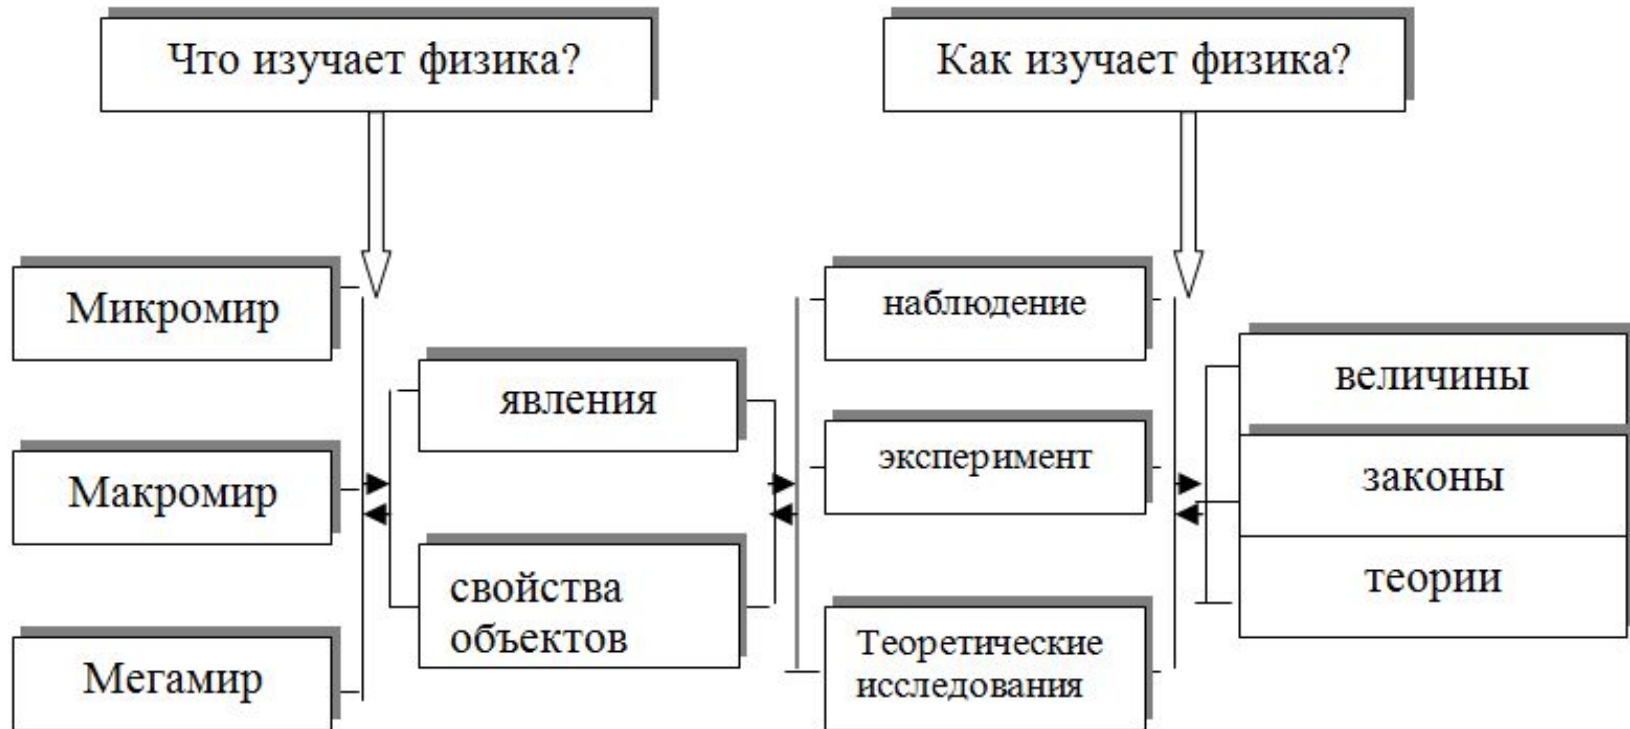 Что изучает физика?
Как изучает физика?
Микромир
Макромир
Мегамир
явления
свойства
объектов
наблюдение
эксперимент
Теоретические
исследования
величины
законы
теории